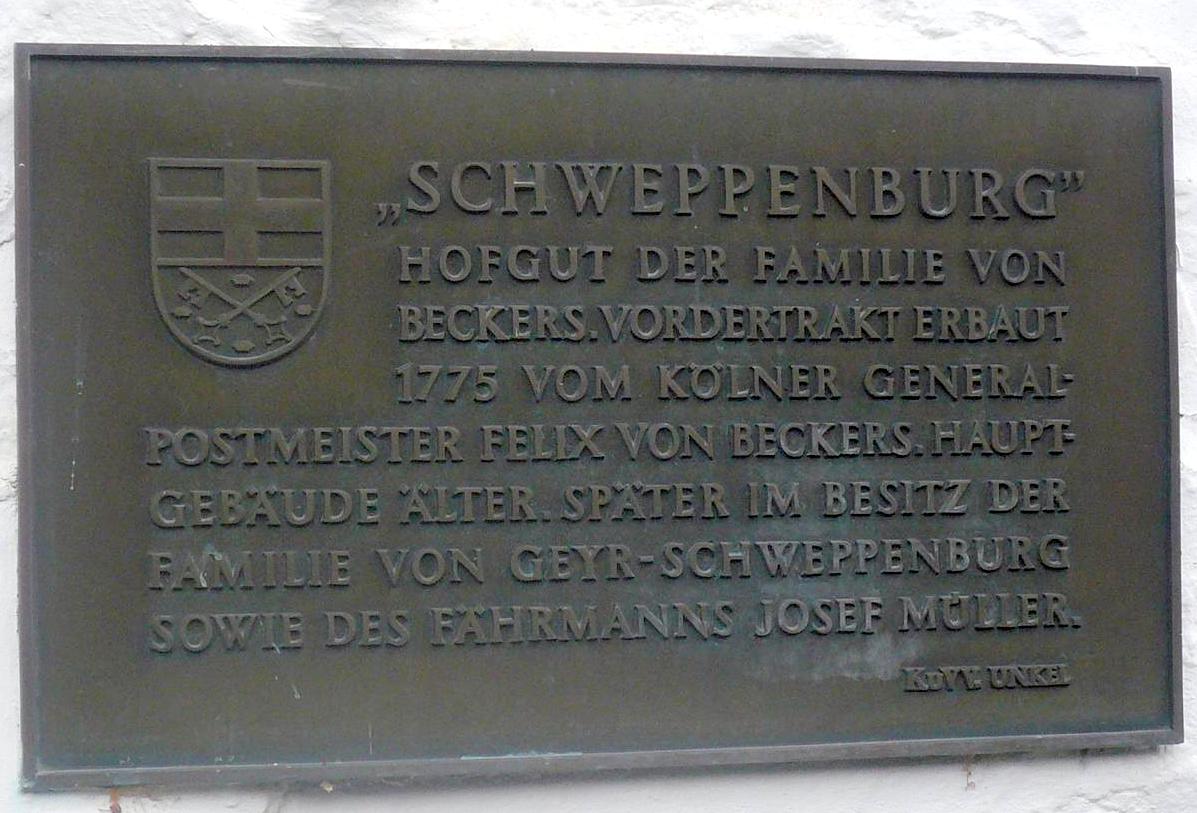 „SCHWEPPENBURG”
HOFGUT DER FAMILIE VON
BECKERS. VORDERTRAKT ERBAUT
1775 VOM KÖLNER GENERAL-
POSTMEISTER FELIX VON BECKERS. HAUPT-
GEBÄUDE ÄLTER. SPÄTER IM BESITZ DER
FAMILIE VON GEYR-SCHWEPPENBURG
SOWIE DES FÄHRMANNS JOSEF MÜLLER.
KuVV. UNKEL